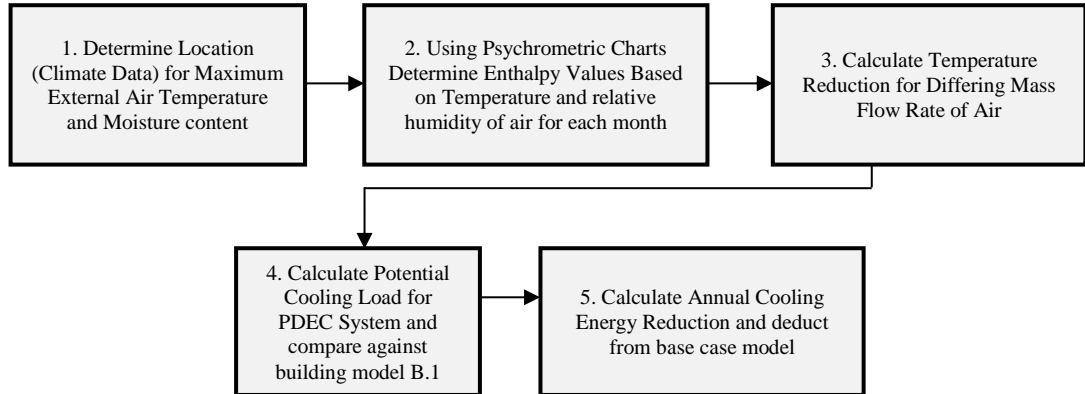 1. Determine Location
(Climate Data) for Maximum
External Air Temperature
and Moisture content
2. Using Psychrometric Charts
Determine Enthalpy Values Based
on Temperature and relative
humidity of air for each month
3. Calculate Temperature
Reduction for Differing Mass
Flow Rate of Air
4. Calculate Potential
Cooling Load for
PDEC System and
compare against
building model B.1
5. Calculate Annual Cooling
Energy Reduction and deduct
from base case model